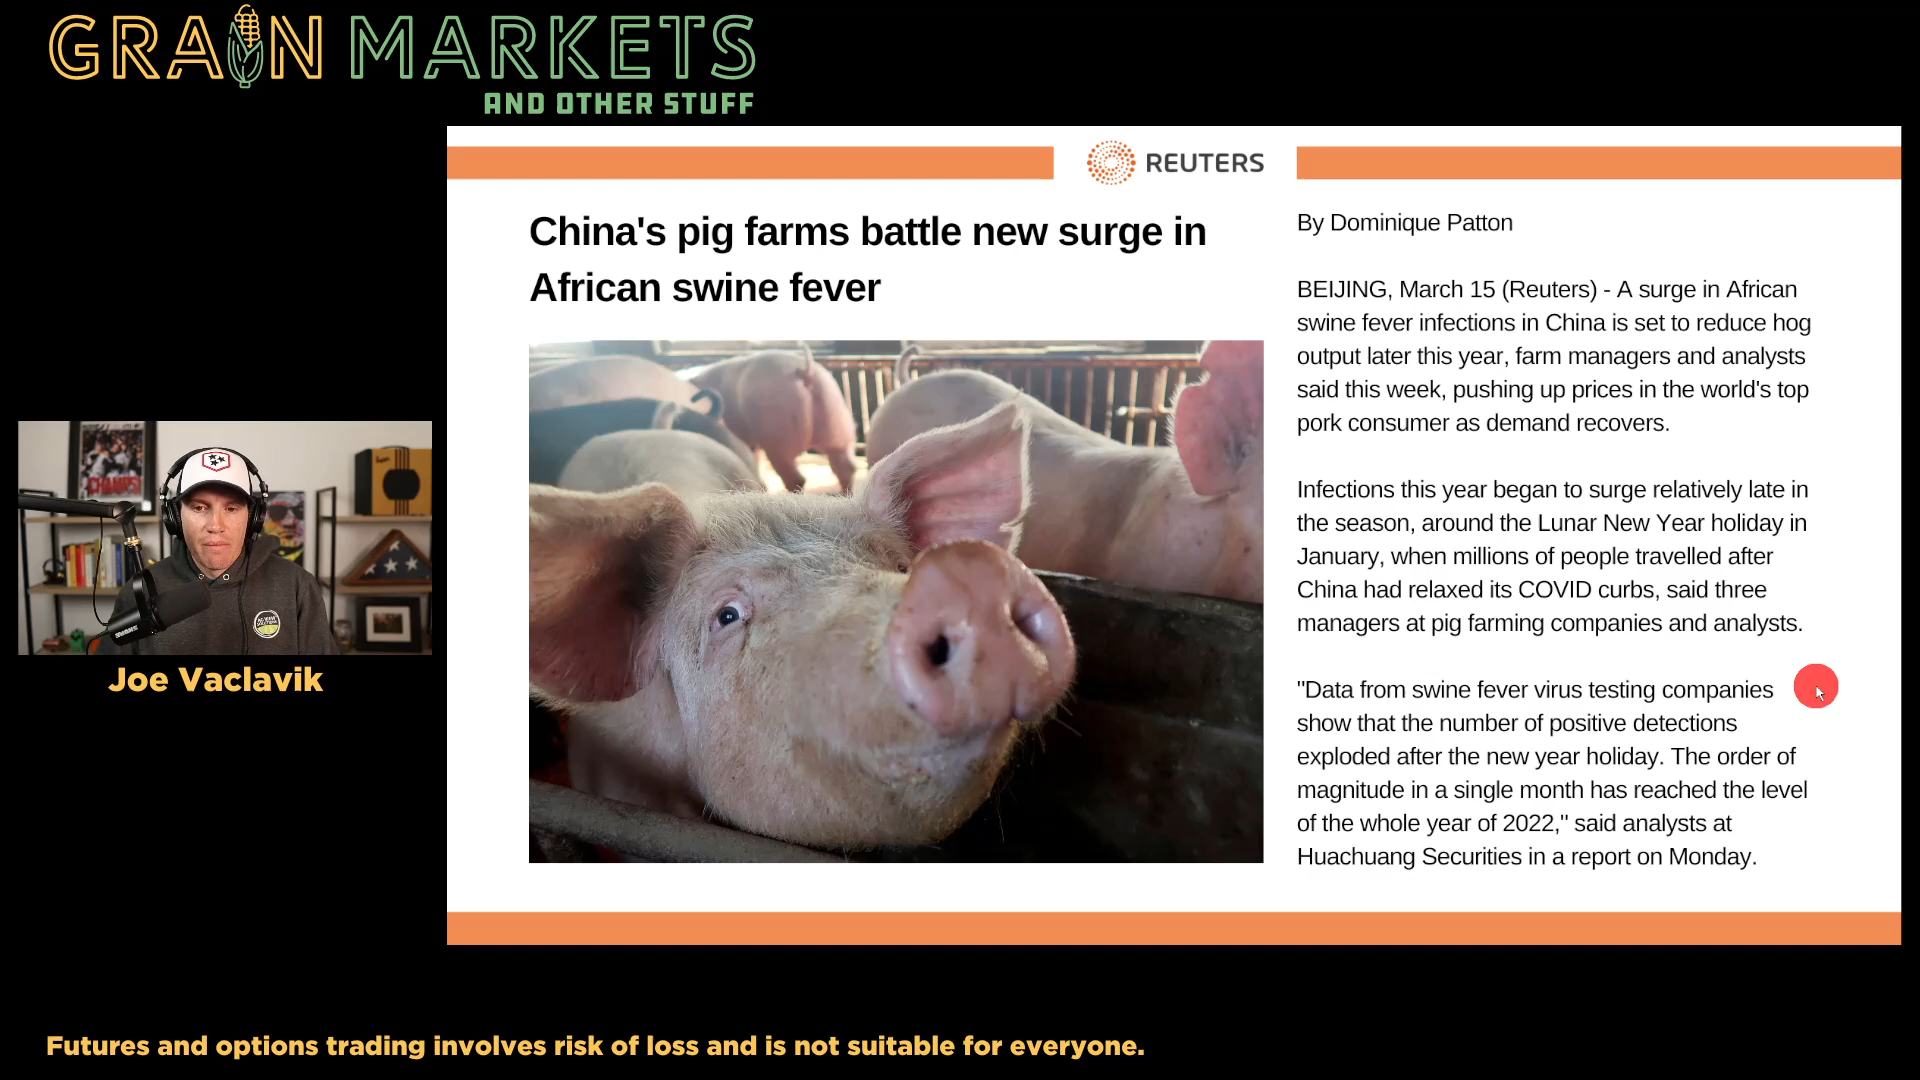 GRAIN MARKETS
AND OTHER STUFF
REUTERS
China's pig farms battle new surge in
African swine fever
By Dominique Patton
BEIJING, March 15 (Reuters) - A surge in African
swine fever infections in China is set to reduce hog
output later this year, farm managers and analysts
said this week, pushing up prices in the world's top
pork consumer as demand recovers.
Infections this year began to surge relatively late in
the season, around the Lunar New Year holiday in
January, when millions of people travelled after
China had relaxed its COVID curbs, said three
managers at pig farming companies and analysts.
"Data from swine fever virus testing companies
show that the number of positive detections
exploded after the new year holiday. The order of
magnitude in a single month has reached the level
of the whole year of 2022," said analysts at
Huachuang Securities in a report on Monday.
CHAMPS!
SHURE
Joe Vaclavik
Futures and options trading involves risk of loss and is not suitable for everyone.